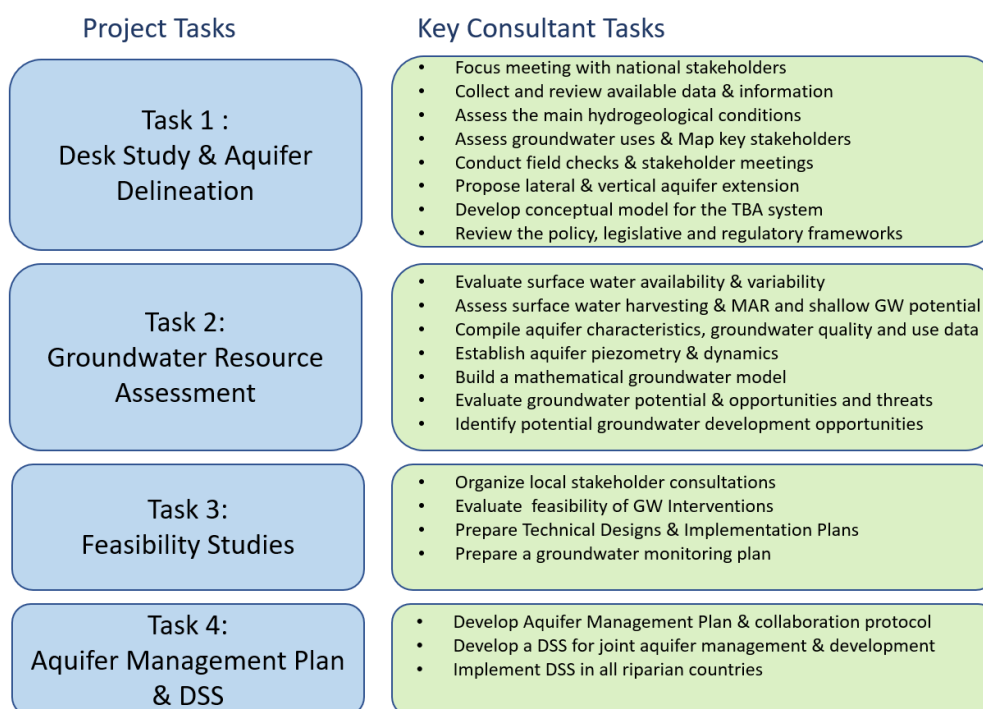 Project Tasks
Key Consultant Tasks
Task 1 :
Desk Study & Aquifer
Delineation
• Focus meeting with national stakeholders
• Collect and review available data & information
• Assess the main hydrogeological conditions
• Assess groundwater uses & Map key stakeholders
• Conduct field checks & stakeholder meetings
• Propose lateral & vertical aquifer extension
• Develop conceptual model for the TBA system
• Review the policy, legislative and regulatory frameworks
Task 2:
Groundwater Resource
Assessment
• Evaluate surface water availability & variability
• Assess surface water harvesting & MAR and shallow GW potential
• Compile aquifer characteristics, groundwater quality and use data
• Establish aquifer piezometry & dynamics
• Build a mathematical groundwater model
• Evaluate groundwater potential & opportunities and threats
• Identify potential groundwater development opportunities
Task 3:
Feasibility Studies
• Organize local stakeholder consultations
• Evaluate feasibility of GW Interventions
• Prepare Technical Designs & Implementation Plans
• Prepare a groundwater monitoring plan
Task 4:
Aquifer Management Plan
& DSS
• Develop Aquifer Management Plan & collaboration protocol
• Develop a DSS for joint aquifer management & development
• Implement DSS in all riparian countries